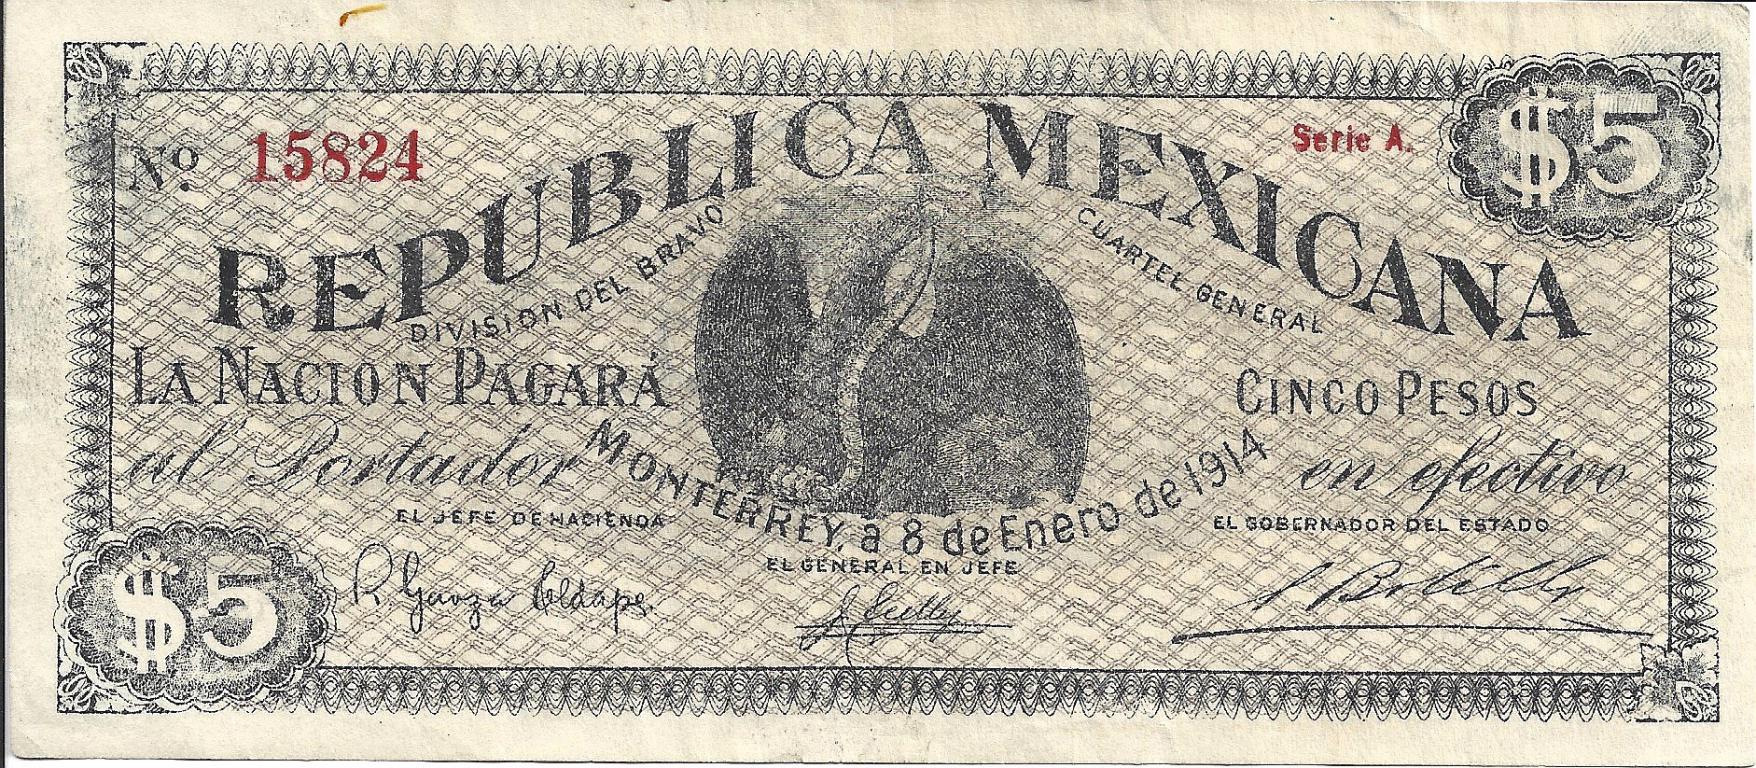 Nº 15824
Serie A.
$5
REPUBLICA MEXICANA
DIVISION DEL BRAVO
CUARTEL GENERAL
LA NACION PAGARÁ
CINCO PESOS
al Portador
en efectivo
MONTERREY, á 8 de Enero de 1914
EL JEFE DE HACIENDA
EL GENERAL EN JEFE
EL GOBERNADOR DEL ESTADO
R. Garza
$5